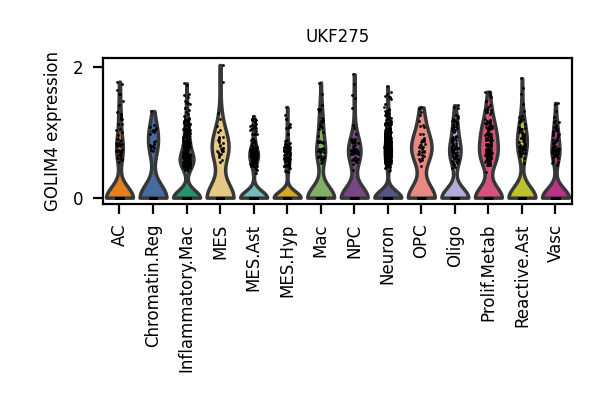 UKF275
GOLIM4 expression
2
0
AC
Chromatin.Reg
Inflammatory.Mac
MES
MES.Ast
MES.Hyp
Mac
NPC
Neuron
OPC
Oligo
Prolif.Metab
Reactive.Ast
Vasc